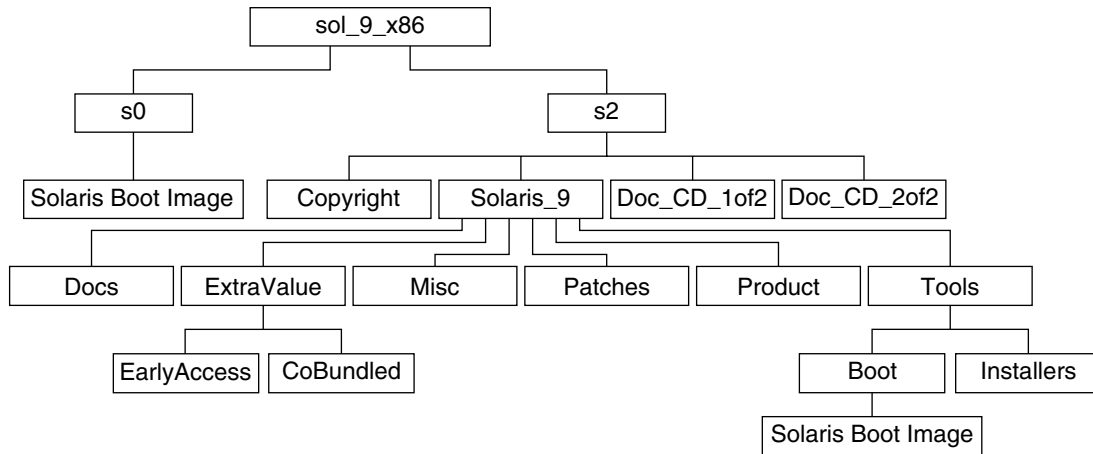 sol_9_x86
s0
s2
Solaris Boot Image
Copyright
Solaris_9
Doc_CD_1of2
Doc_CD_2of2
Docs
ExtraValue
Misc
Patches
Product
Tools
EarlyAccess
CoBundled
Boot
Installers
Solaris Boot Image